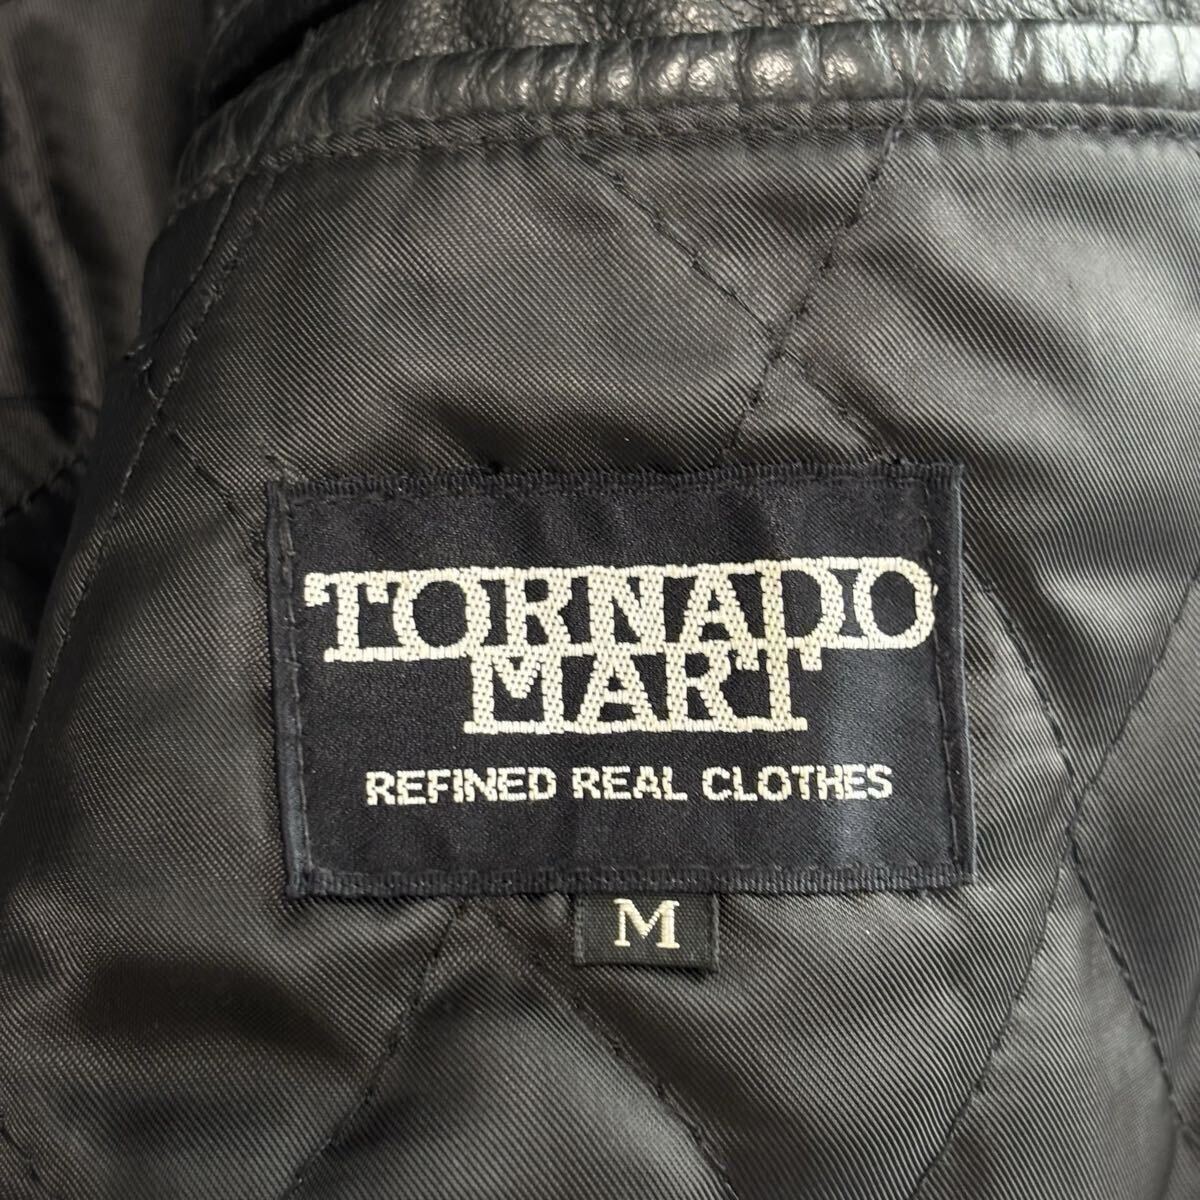 TORNADO
MART
REFINED REAL CLOTHES
M